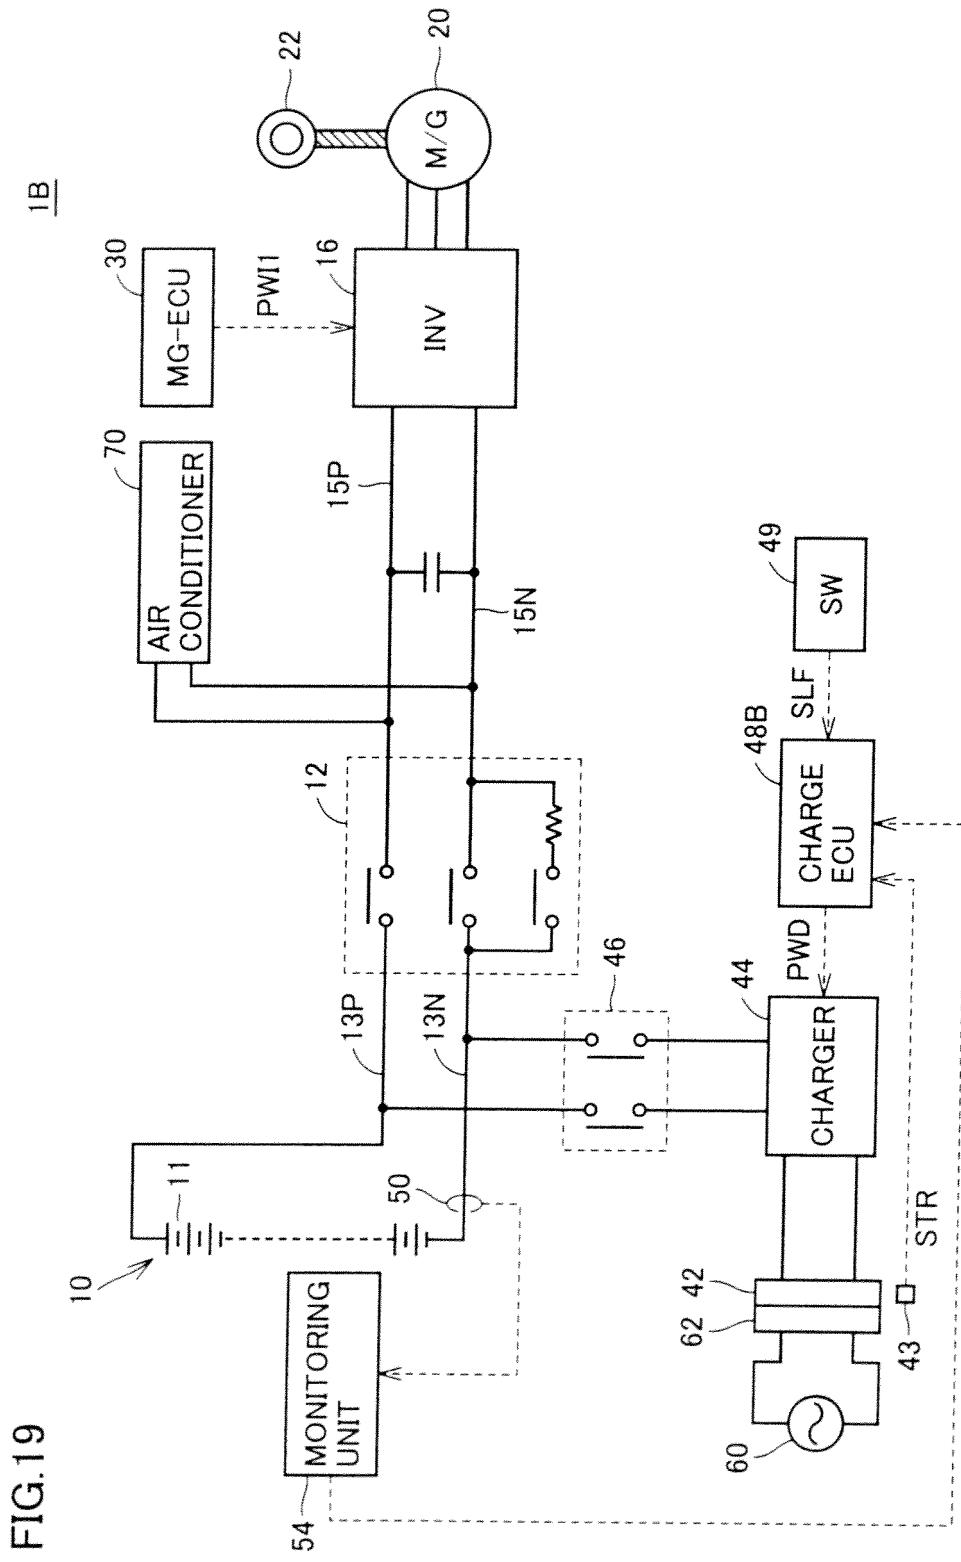 FIG.19
1B
10
11
54
MONITORING
UNIT
50
13P
13N
12
70
AIR
CONDITIONER
30
MG-ECU
PWI1
22
16
INV
20
M/G
15P
15N
46
60
62
42
43
STR
44
CHARGER
PWD
48B
CHARGE
ECU
SLF
49
SW